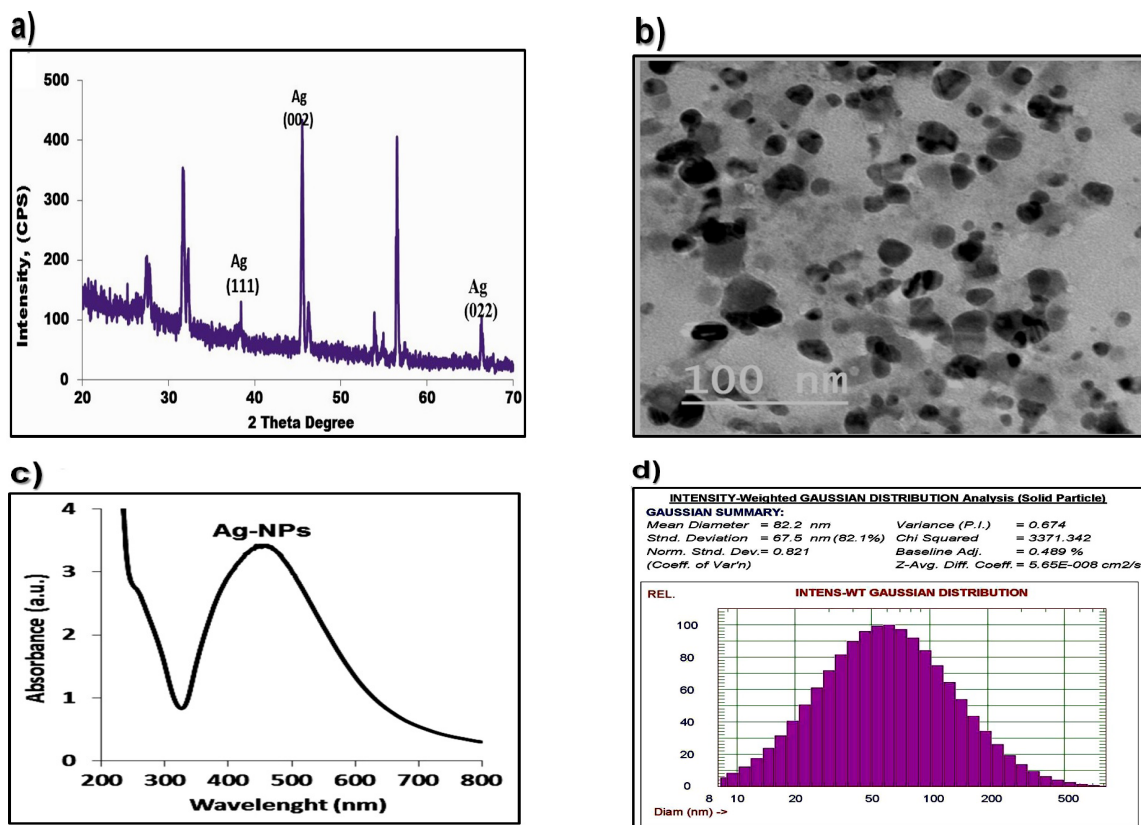 a)
500
400
300
200
100
0
Intensity, (CPS)
Ag
(111)
Ag
(002)
Ag
(022)
20 30 40 50 60 70
2 Theta Degree
b)
100 nm
c)
4
3
2
1
0
Absorbance (a.u.)
Ag-NPs
200 300 400 500 600 700 800
Wavelenght (nm)
d)
INTENSITY-Weighted GAUSSIAN DISTRIBUTION Analysis (Solid Particle)
GAUSSIAN SUMMARY:
Mean Diameter = 82.2 nm Variance (P.I.) = 0.674
Stnd. Deviation = 67.5 nm (82.1%) Chi Squared = 3371.342
Norm. Stnd. Dev.= 0.821 Baseline Adj. = 0.489 %
(Coeff. of Var'n) Z-Avg. Diff. Coeff. = 5.65E-008 cm2/s
REL. INTENS-WT GAUSSIAN DISTRIBUTION
100
80
60
40
20
0
8 10 20 50 100 200 500
Diam (nm) ->